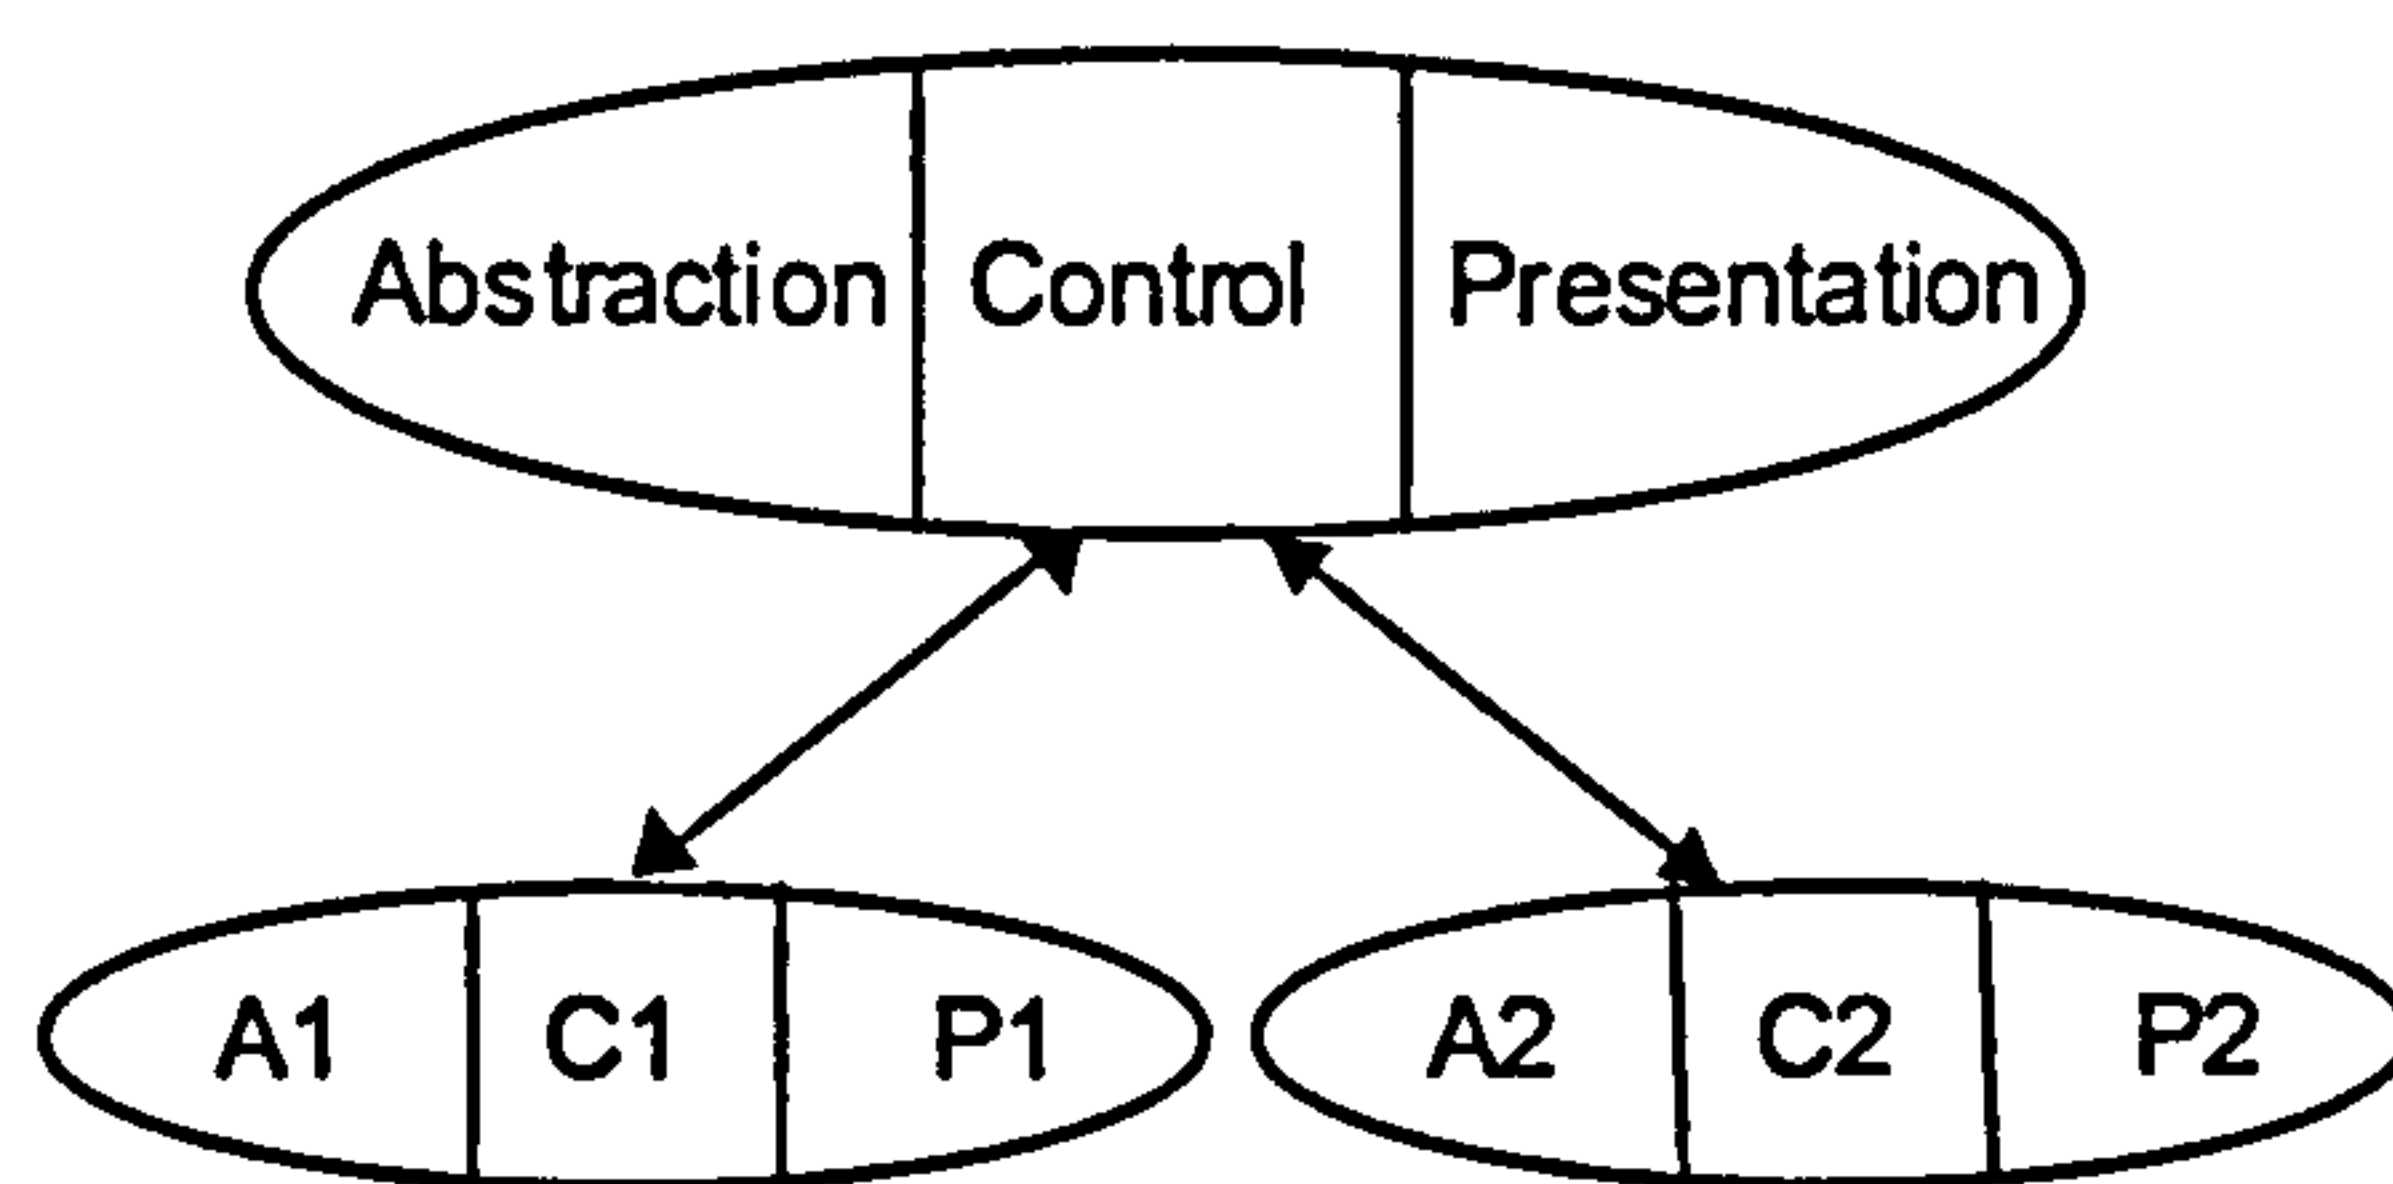 Abstraction Control Presentation
A1 C1 P1 A2 C2 P2